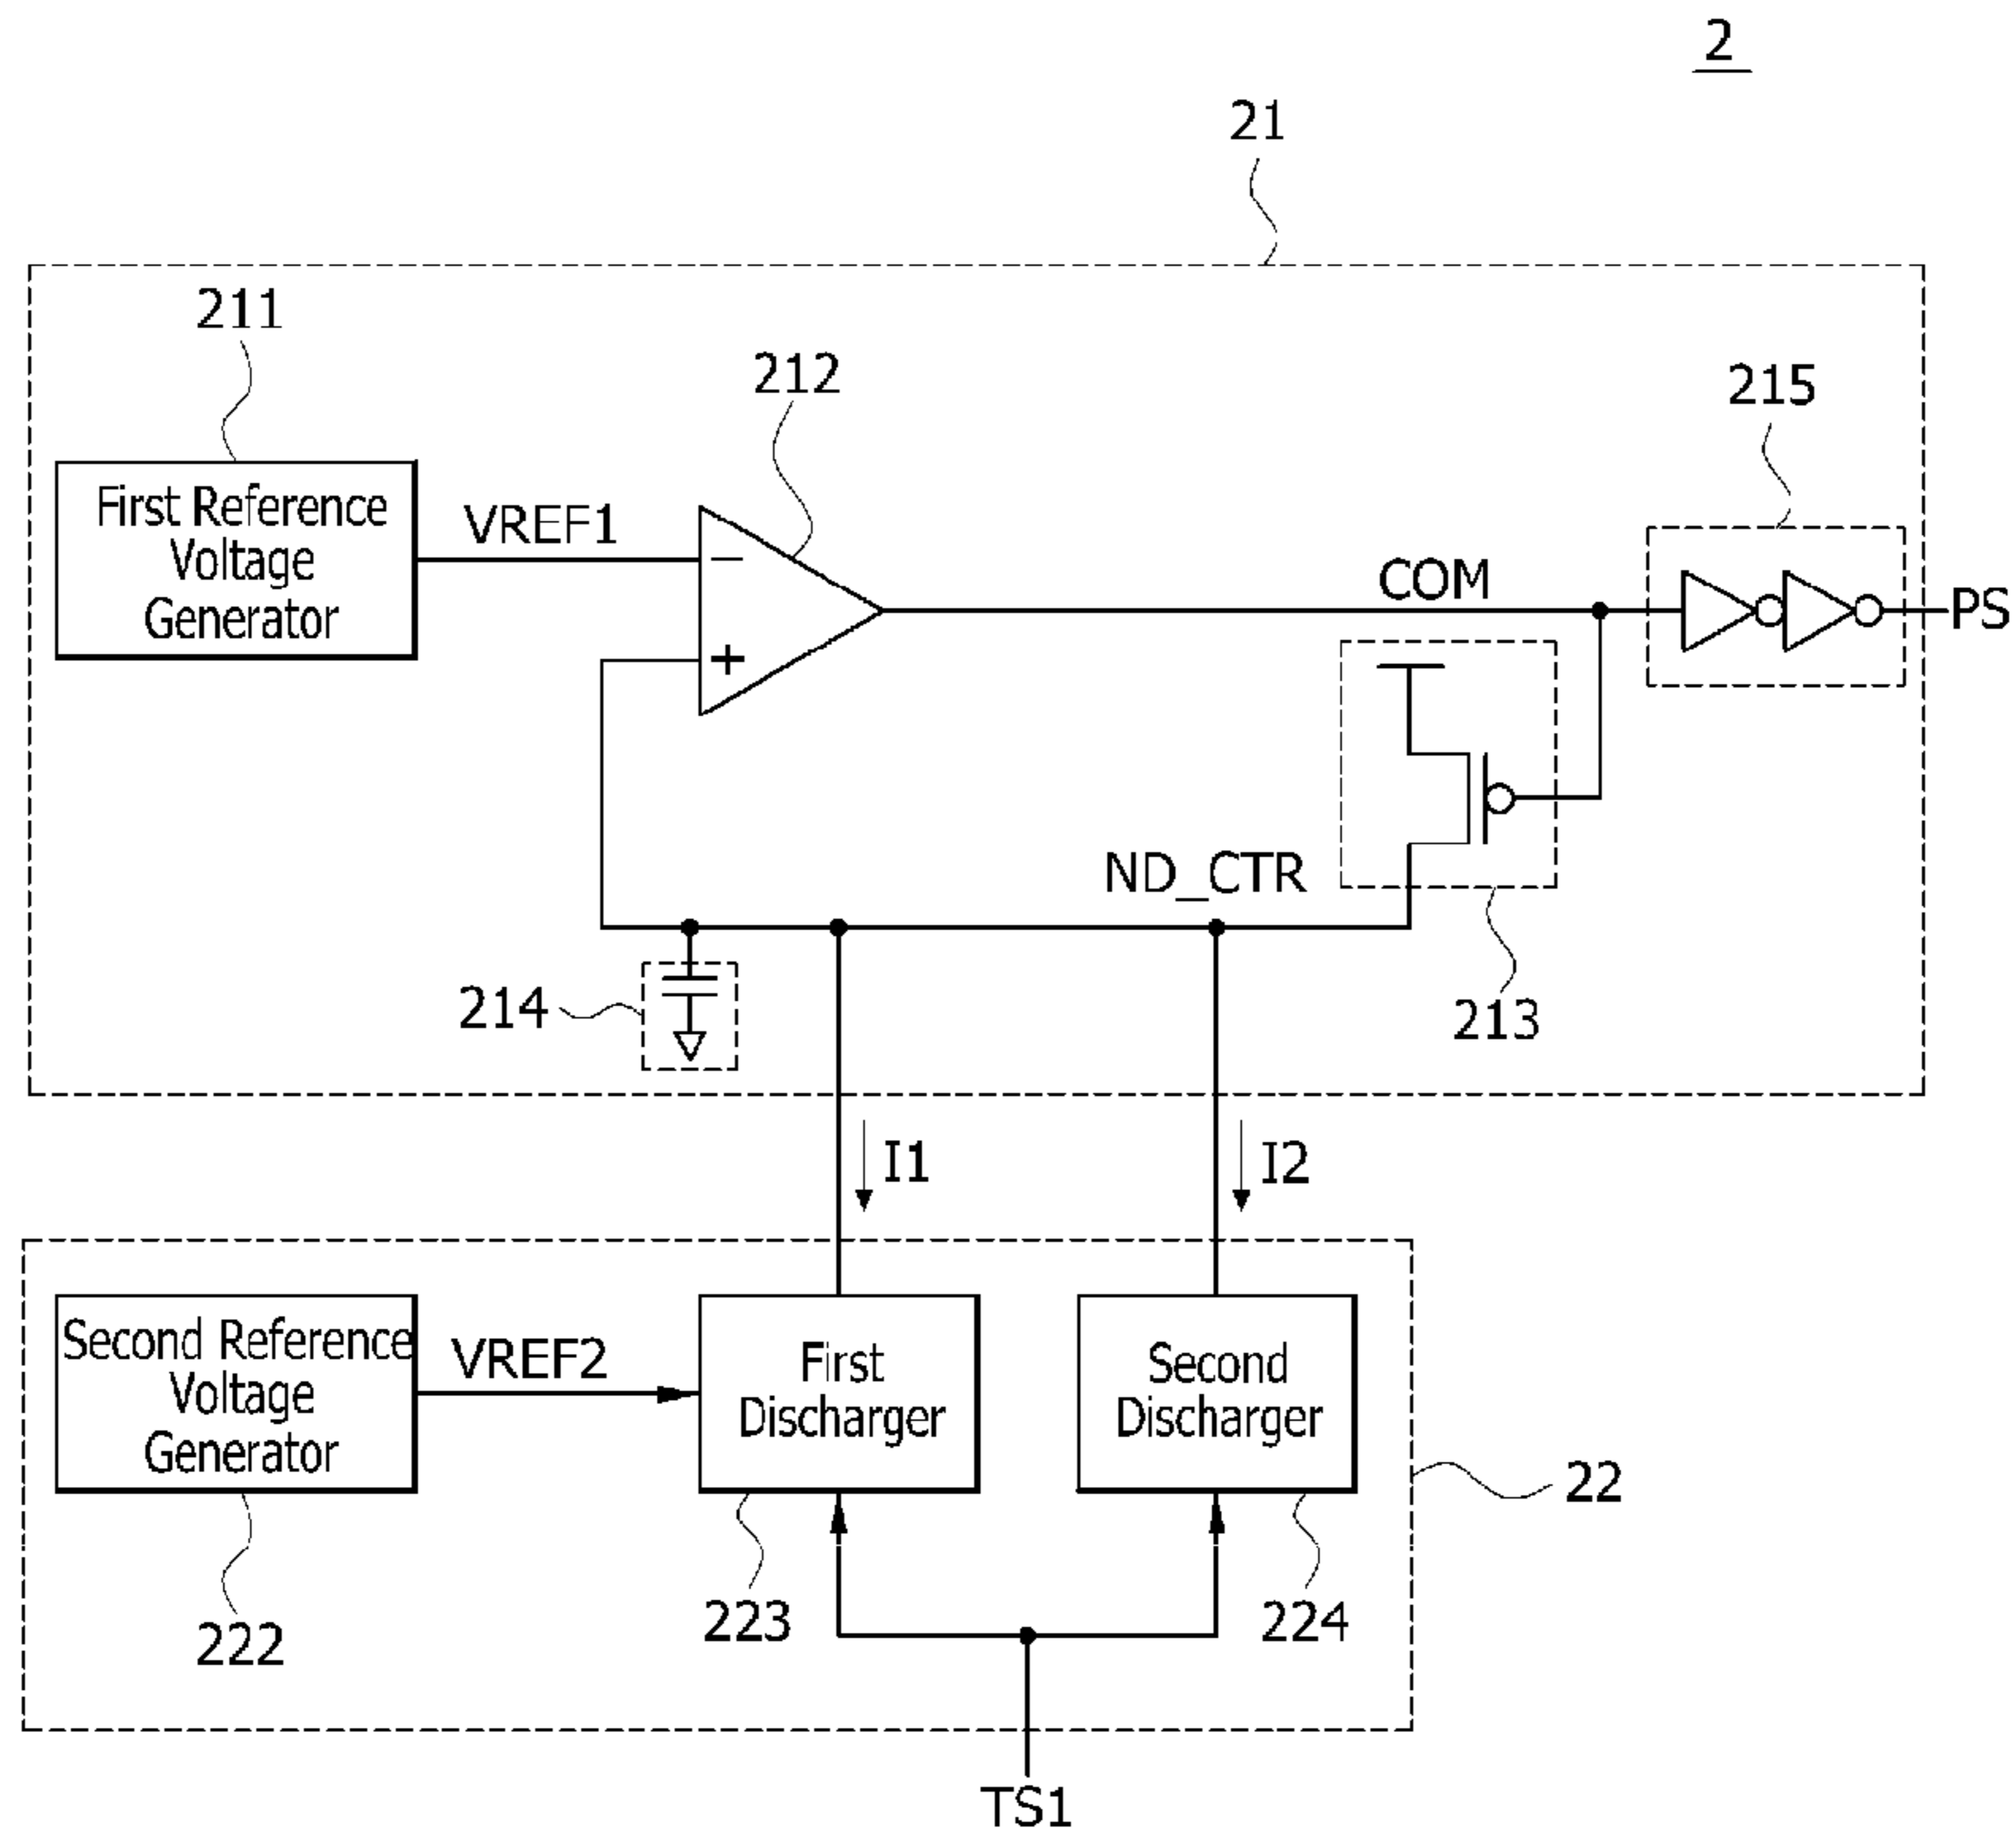 2
21
211
212
215
First Reference
Voltage
Generator
VREF1
−
+
COM
PS
ND_CTR
214
213
I1
I2
Second Reference
Voltage
Generator
VREF2
First
Discharger
Second
Discharger
22
222
223
224
TS1